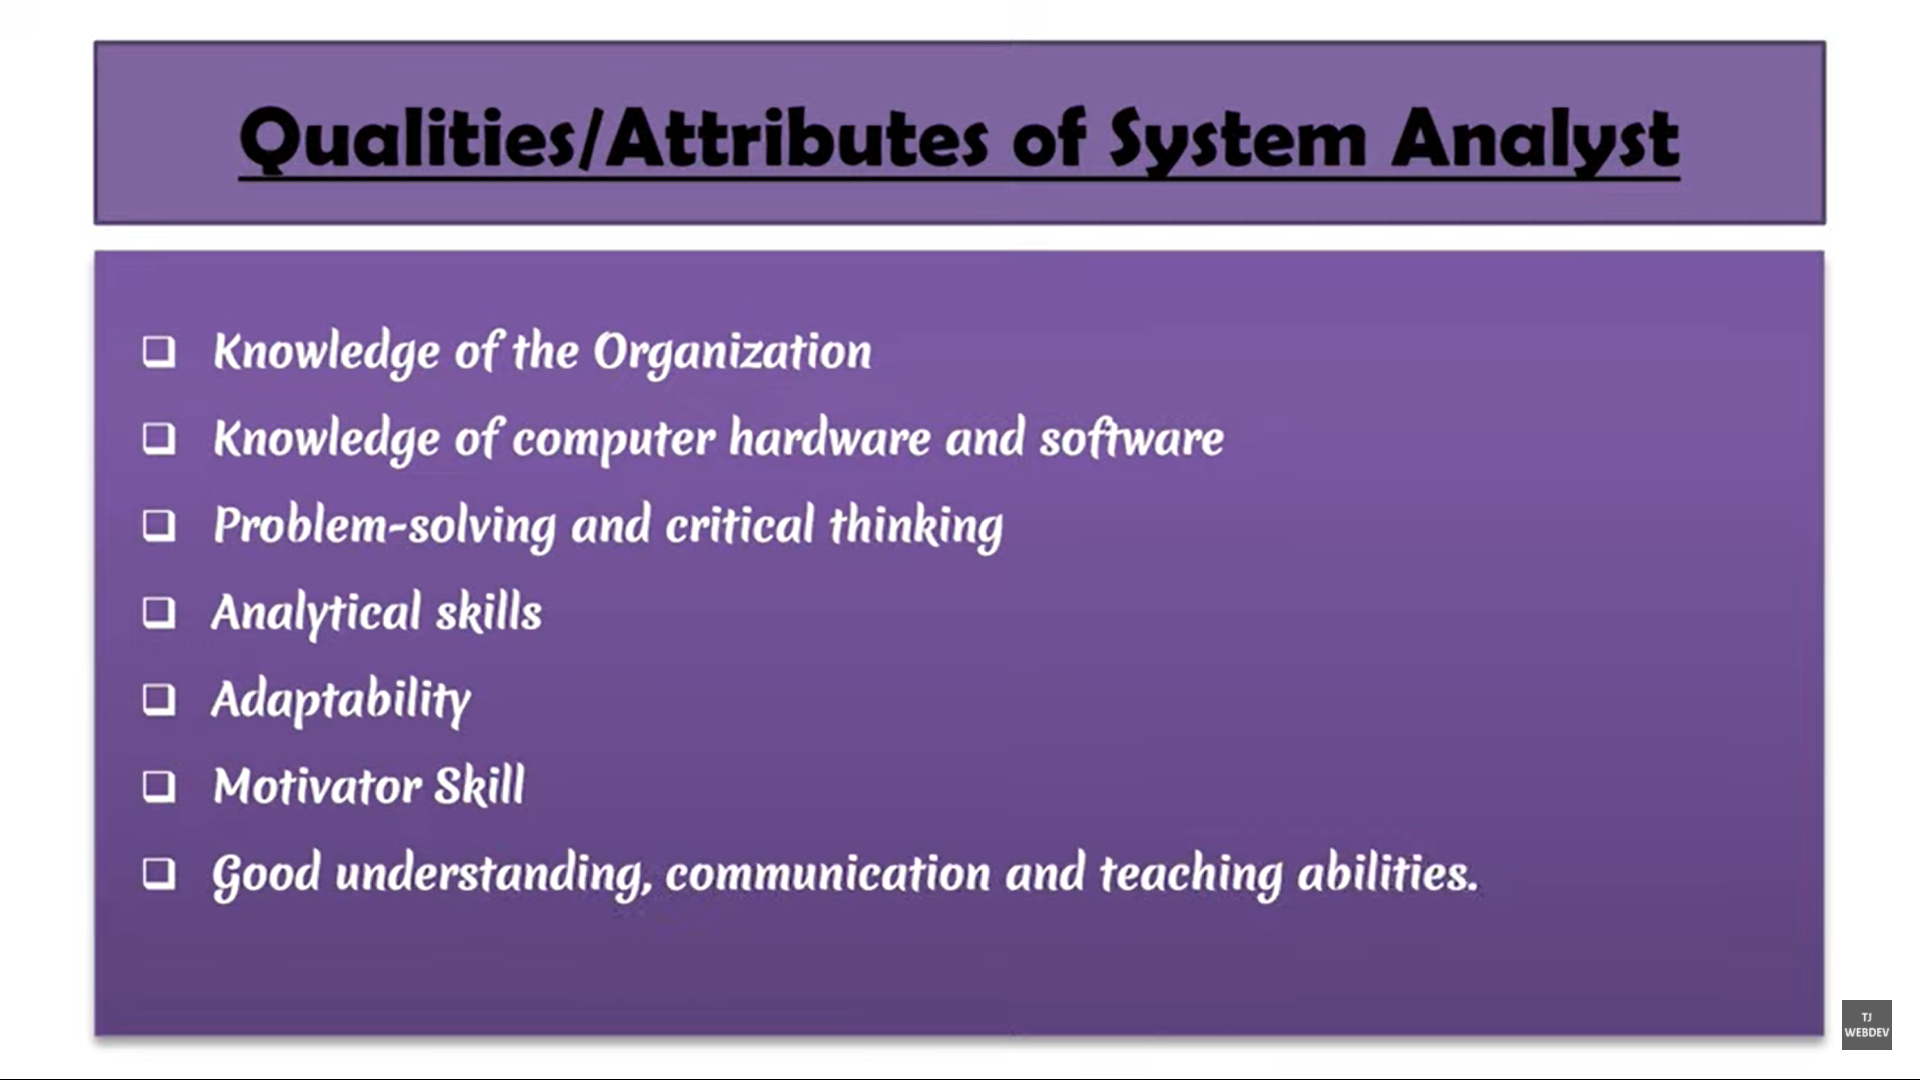 Qualities/Attributes of System Analyst
Knowledge of the Organization
Knowledge of computer hardware and software
Problem-solving and critical thinking
Analytical skills
Adaptability
Motivator Skill
Good understanding, communication and teaching abilities.
TJ
WEBDEV